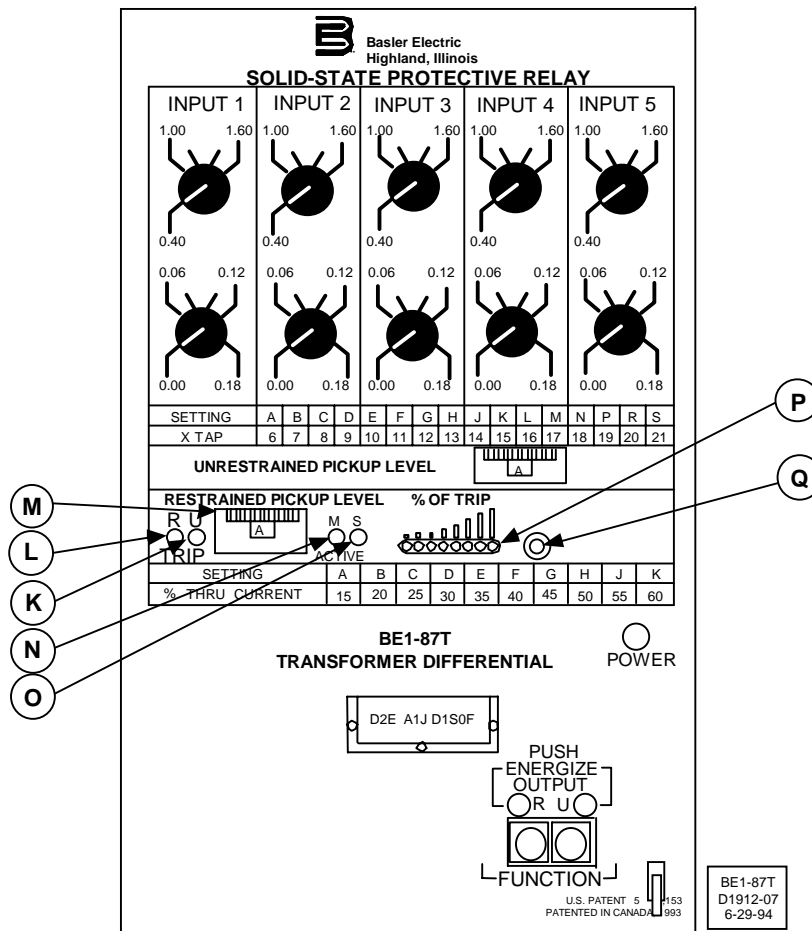 Basler Electric
Highland, Illinois
SOLID-STATE PROTECTIVE RELAY
INPUT 1 INPUT 2 INPUT 3 INPUT 4 INPUT 5
1.00 1.60 1.00 1.60 1.00 1.60 1.00 1.60 1.00 1.60
0.40 0.40 0.40 0.40 0.40
0.06 0.12 0.06 0.12 0.06 0.12 0.06 0.12 0.06 0.12
0.00 0.18 0.00 0.18 0.00 0.18 0.00 0.18 0.00 0.18
SETTING A B C D E F G H J K L M N P R S
X TAP 6 7 8 9 10 11 12 13 14 15 16 17 18 19 20 21
UNRESTRAINED PICKUP LEVEL A
RESTRAINED PICKUP LEVEL % OF TRIP
R U A M S
TRIP ACTIVE
SETTING A B C D E F G H J K
% THRU CURRENT 15 20 25 30 35 40 45 50 55 60
BE1-87T
TRANSFORMER DIFFERENTIAL
POWER
D2E A1J D1S0F
PUSH
ENERGIZE
OUTPUT
R U
FUNCTION
U.S. PATENT 5 153
PATENTED IN CANADA 993
M
L
K
N
O
P
Q
BE1-87T
D1912-07
6-29-94